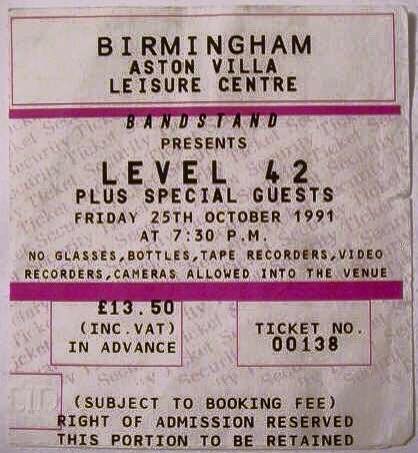 BIRMINGHAM
ASTON VILLA
LEISURE CENTRE
BANDSTAND
PRESENTS
LEVEL 42
PLUS SPECIAL GUESTS
FRIDAY 25TH OCTOBER 1991
AT 7:30 P.M.
NO GLASSES,BOTTLES,TAPE RECORDERS,VIDEO
RECORDERS,CAMERAS ALLOWED INTO THE VENUE
£13.50
(INC.VAT)
IN ADVANCE
TICKET NO.
00138
(SUBJECT TO BOOKING FEE)
RIGHT OF ADMISSION RESERVED
THIS PORTION TO BE RETAINED